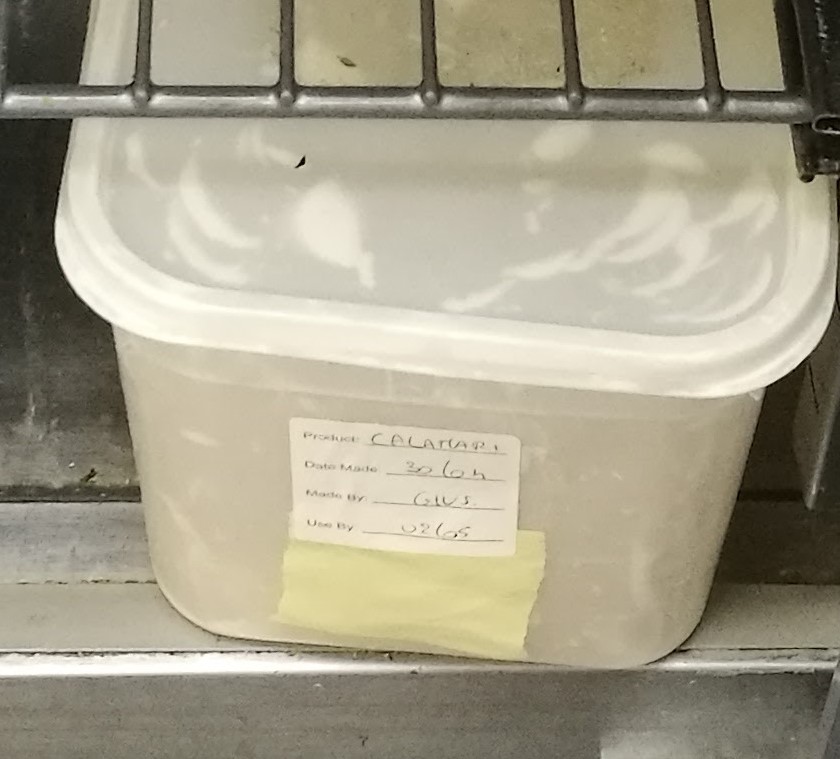 Product: CALAMARI
Date Made 30/04
Made By: GIUS.
Use By 02/05